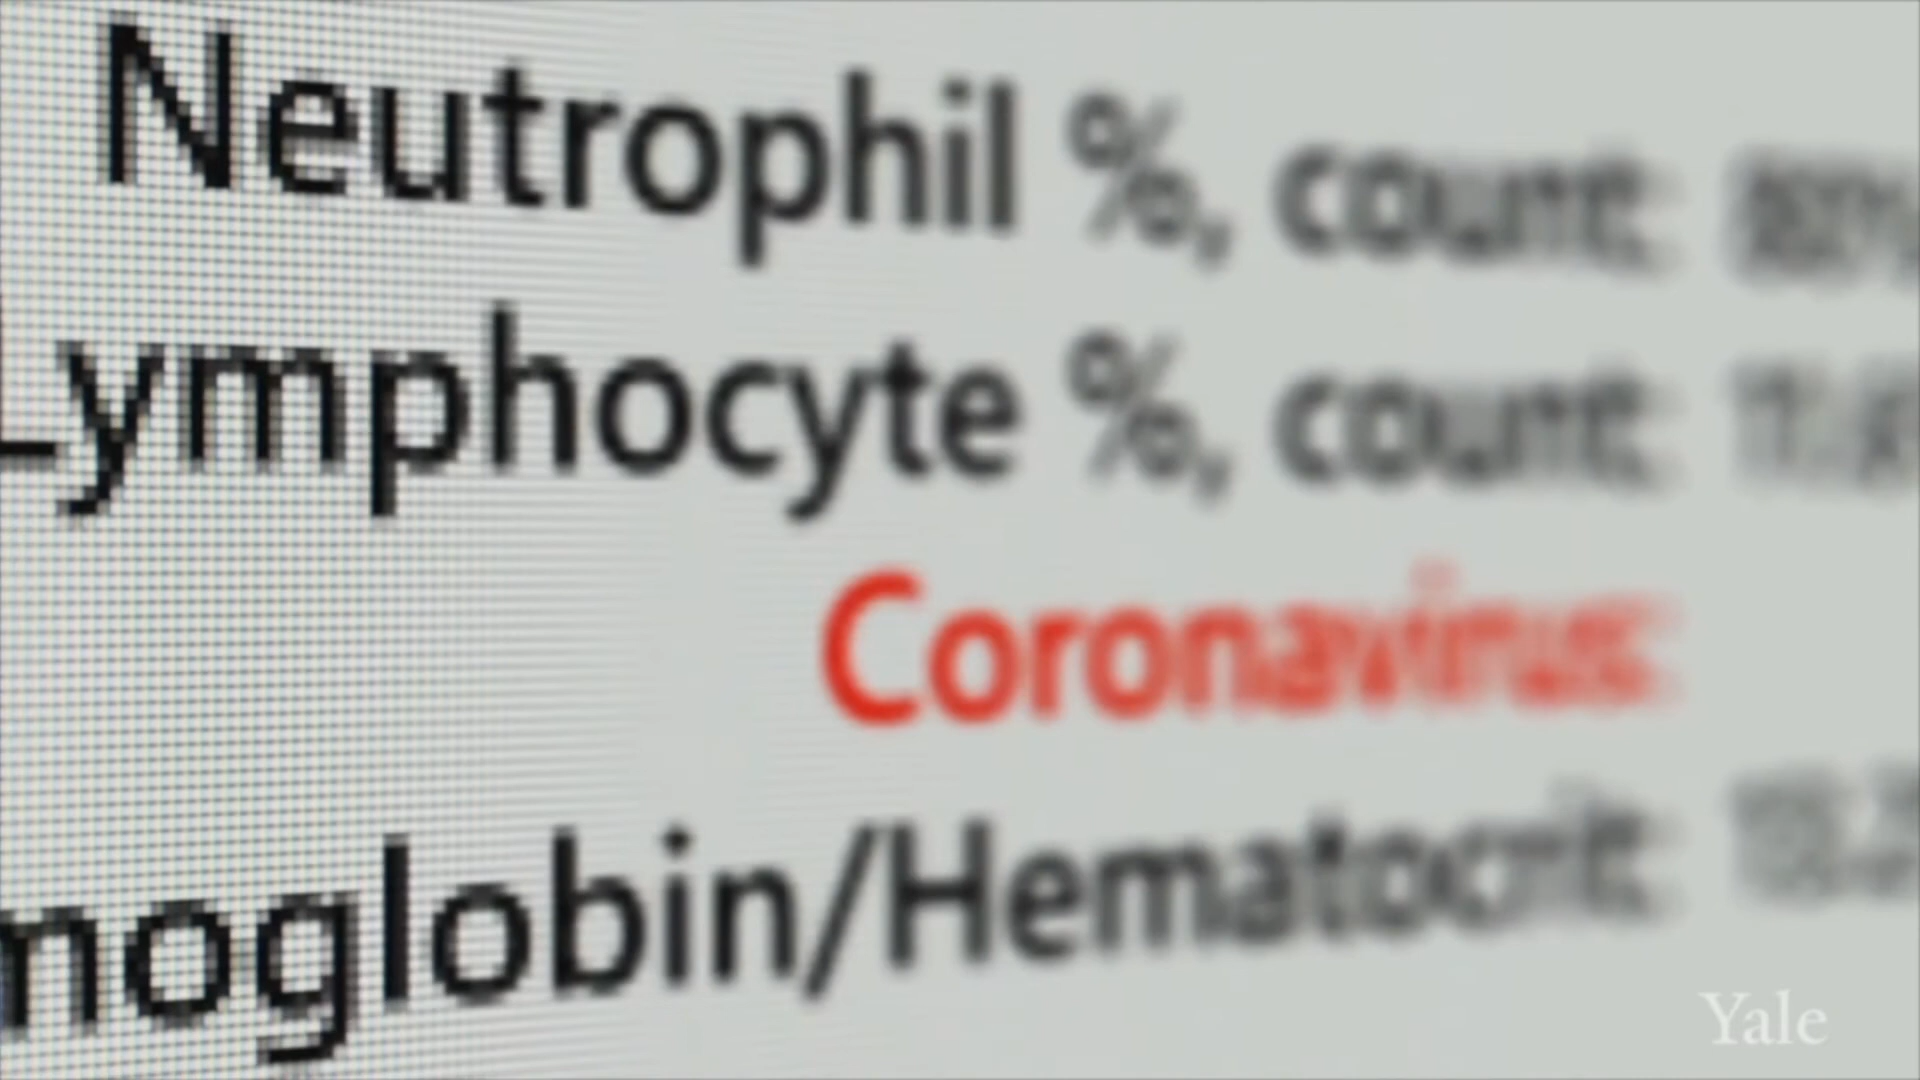 Neutrophil %, count:
Lymphocyte %, count:
Coronavirus:
moglobin/Hematocrit:
Yale